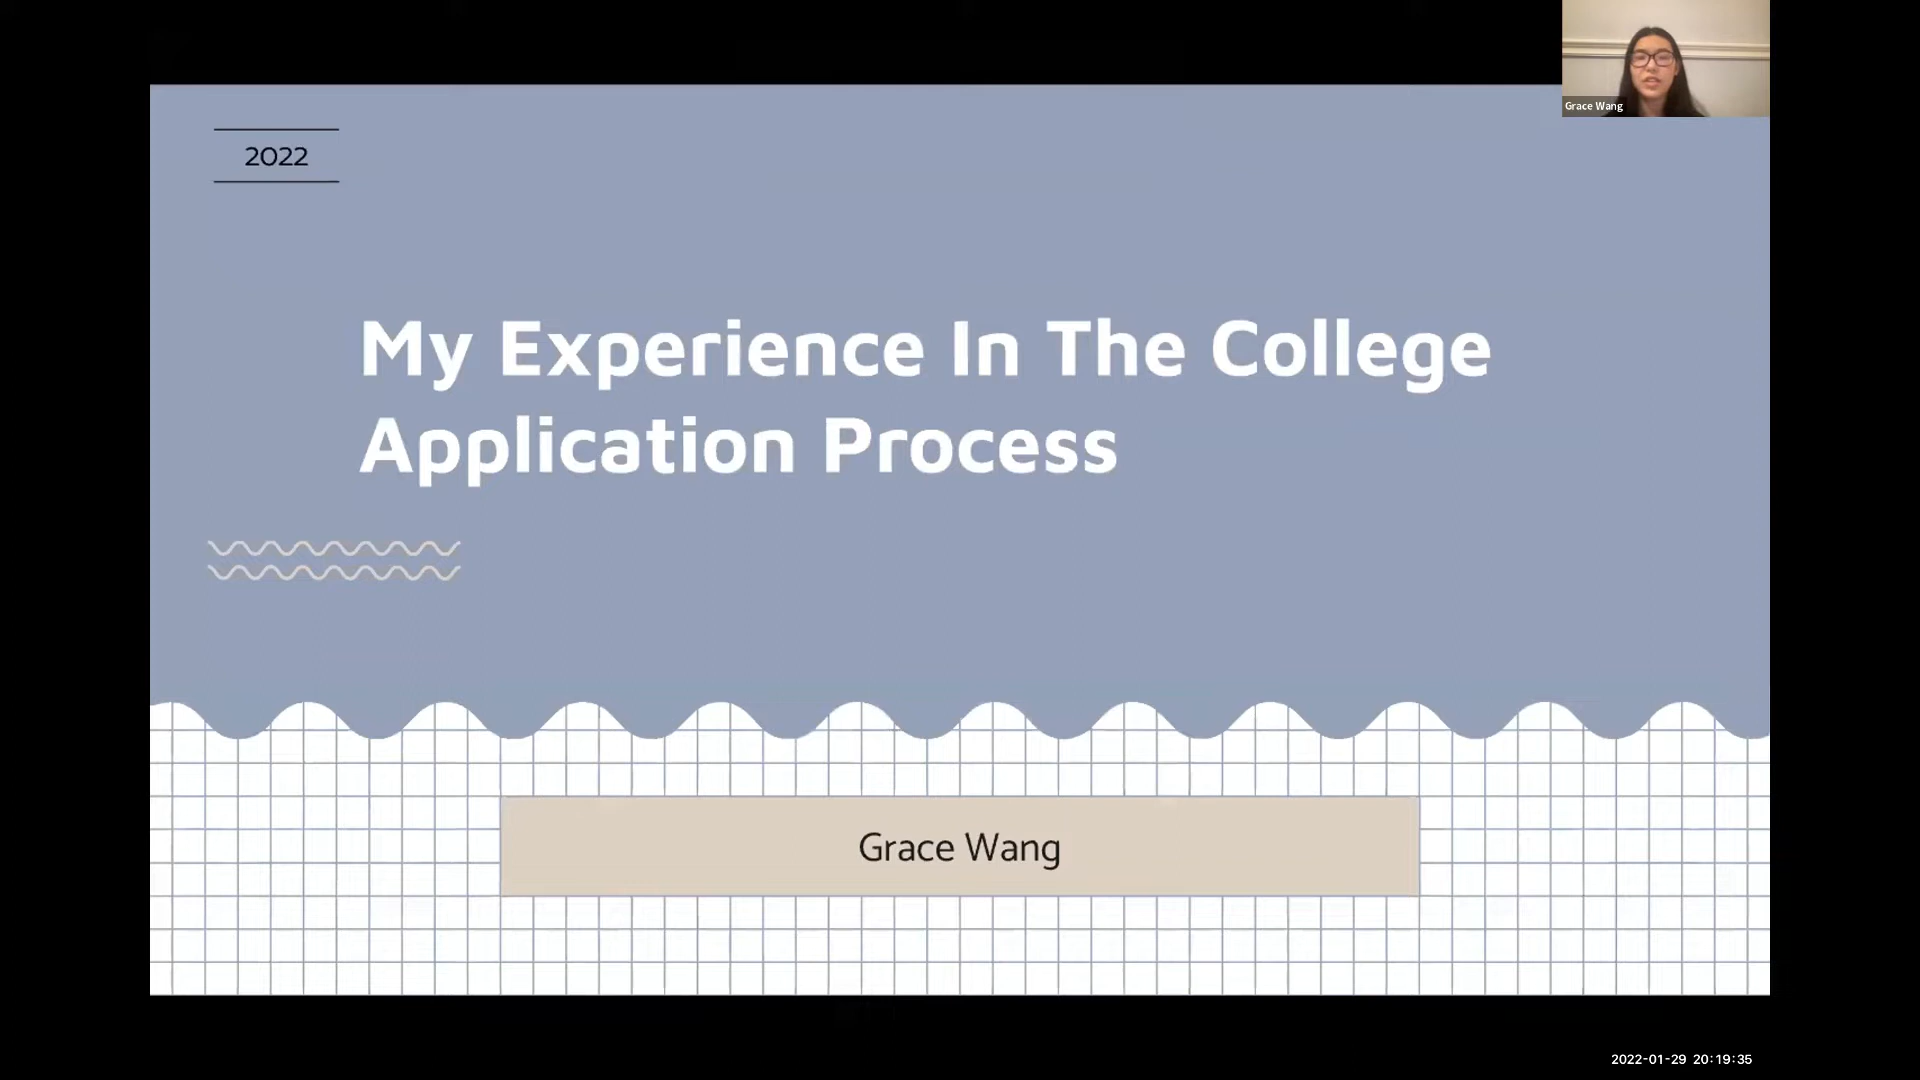 Grace Wang
2022
My Experience In The College
Application Process
Grace Wang
2022-01-29 20:19:35